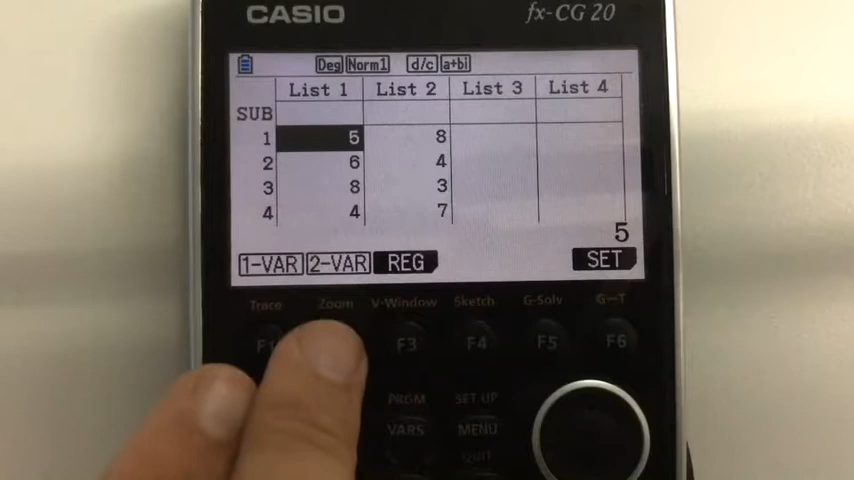 CASIO fx-CG 20
Deg Norm1 d/c a+bi
List 1 List 2 List 3 List 4
SUB
1 5 8
2 6 4
3 8 3
4 4 7
5
1-VAR 2-VAR REG SET
Trace Zoom V-Window Sketch G-Solv G↔T
F1 F3 F4 F5 F6
PRGM SET UP
VARS MENU
QUIT